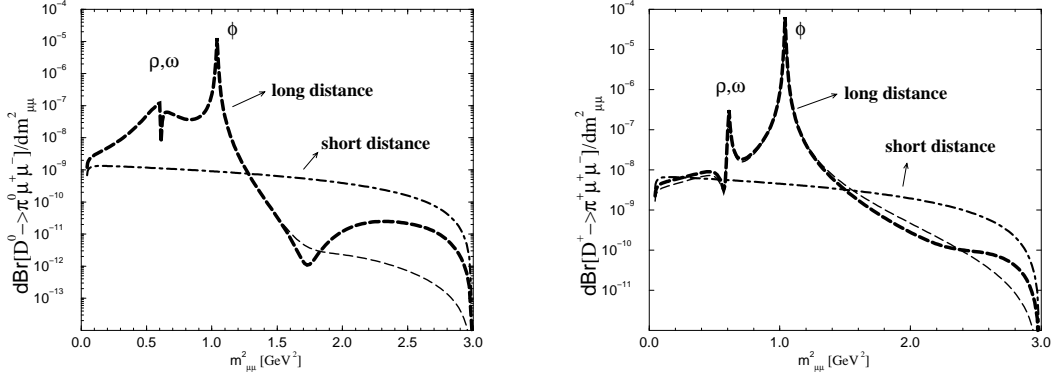 10⁻⁴
10⁻⁵
10⁻⁶
10⁻⁷
10⁻⁸
10⁻⁹
10⁻¹⁰
10⁻¹¹
10⁻¹²
10⁻¹³
dBr[D⁰−>π⁰μ⁺μ⁻]/dm²μμ
ρ,ω
ϕ
long distance
short distance
0.0 0.5 1.0 1.5 2.0 2.5 3.0
m²μμ [GeV²]
10⁻⁴
10⁻⁵
10⁻⁶
10⁻⁷
10⁻⁸
10⁻⁹
10⁻¹⁰
10⁻¹¹
dBr[D⁺−>π⁺μ⁺μ⁻]/dm²μμ
ρ,ω
ϕ
long distance
short distance
0.0 1.0 2.0 3.0
m²μμ [GeV²]